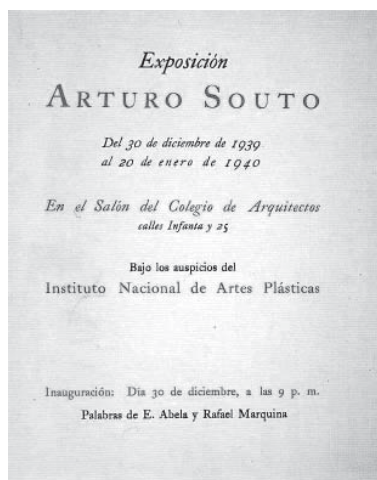 Exposición
ARTURO SOUTO
Del 30 de diciembre de 1939
al 20 de enero de 1940
En el Salón del Colegio de Arquitectos
calles Infanta y 25
Bajo los auspicios del
Instituto Nacional de Artes Plásticas
Inauguración: Día 30 de diciembre, a las 9 p. m.
Palabras de E. Abela y Rafael Marquina